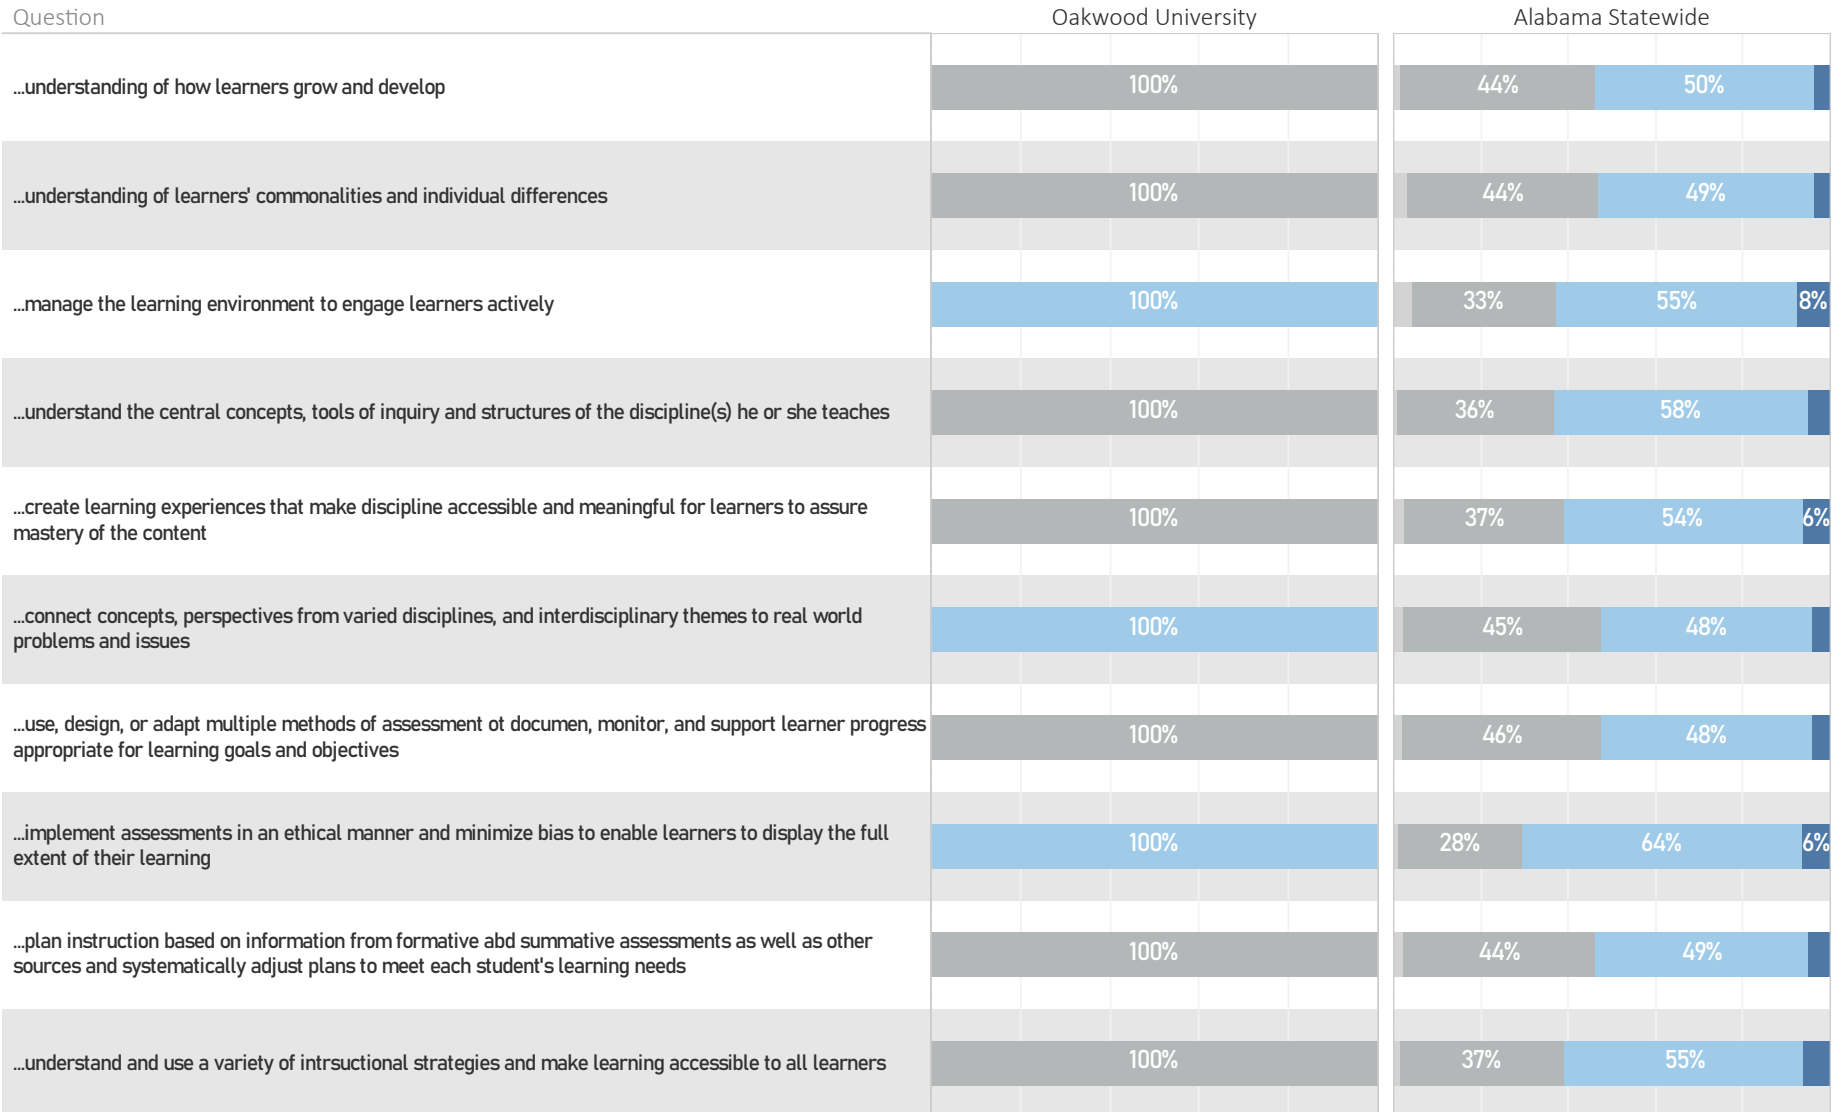 Question Oakwood University Alabama Statewide
...understanding of how learners grow and develop 100% 44% 50%
...understanding of learners' commonalities and individual differences 100% 44% 49%
...manage the learning environment to engage learners actively 100% 33% 55% 8%
...understand the central concepts, tools of inquiry and structures of the discipline(s) he or she teaches 100% 36% 58%
...create learning experiences that make discipline accessible and meaningful for learners to assure
mastery of the content
100% 37% 54% 6%
...connect concepts, perspectives from varied disciplines, and interdisciplinary themes to real world
problems and issues
100% 45% 48%
...use, design, or adapt multiple methods of assessment ot documen, monitor, and support learner progress
appropriate for learning goals and objectives
100% 46% 48%
...implement assessments in an ethical manner and minimize bias to enable learners to display the full
extent of their learning
100% 28% 64% 6%
...plan instruction based on information from formative abd summative assessments as well as other
sources and systematically adjust plans to meet each student's learning needs
100% 44% 49%
...understand and use a variety of intrsuctional strategies and make learning accessible to all learners 100% 37% 55%